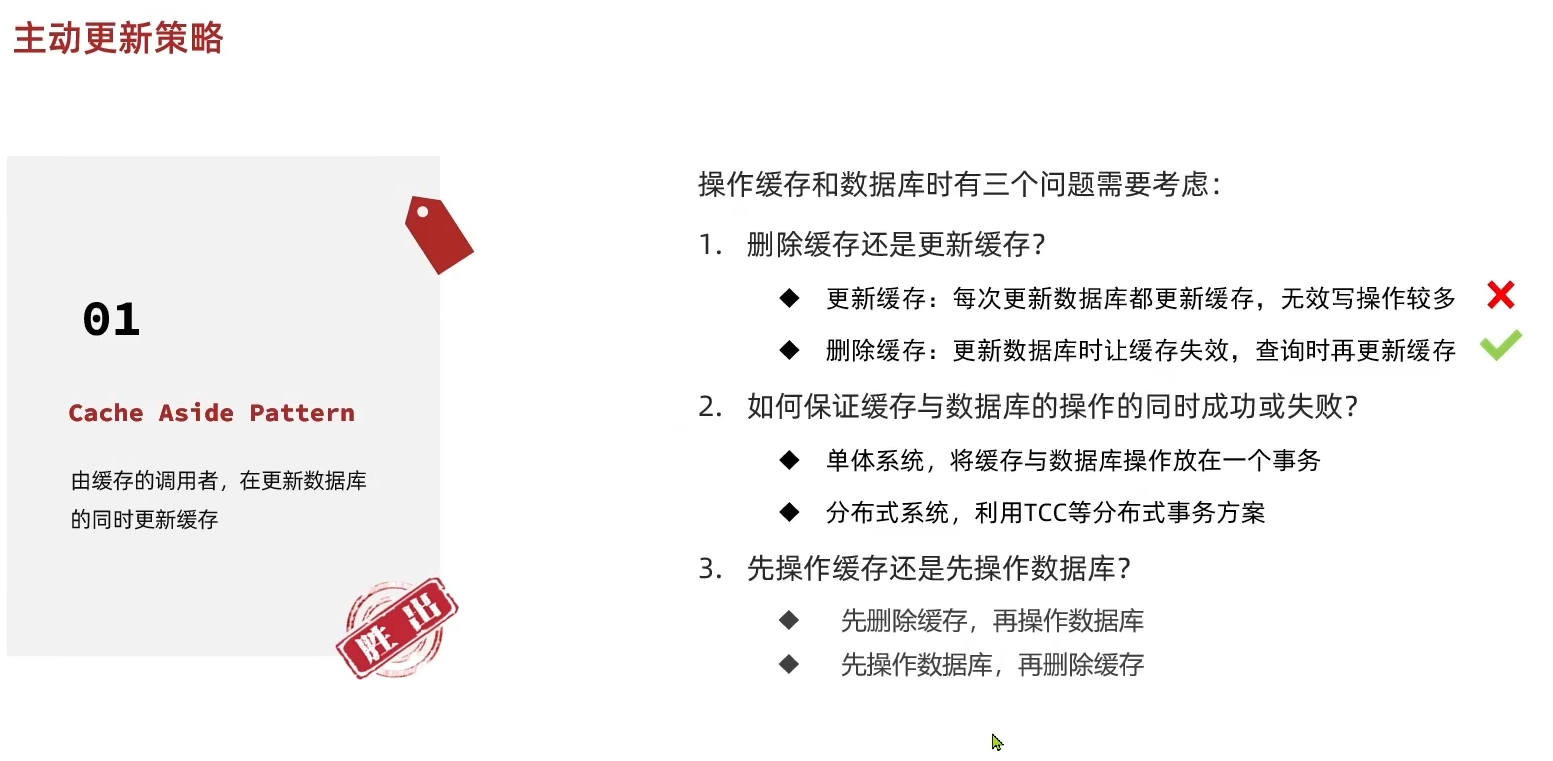 主动更新策略
01
Cache Aside Pattern
由缓存的调用者，在更新数据库
的同时更新缓存
胜出
操作缓存和数据库时有三个问题需要考虑：
1. 删除缓存还是更新缓存？
◆ 更新缓存：每次更新数据库都更新缓存，无效写操作较多
◆ 删除缓存：更新数据库时让缓存失效，查询时再更新缓存
2. 如何保证缓存与数据库的操作的同时成功或失败？
◆ 单体系统，将缓存与数据库操作放在一个事务
◆ 分布式系统，利用TCC等分布式事务方案
3. 先操作缓存还是先操作数据库？
◆ 先删除缓存，再操作数据库
◆ 先操作数据库，再删除缓存